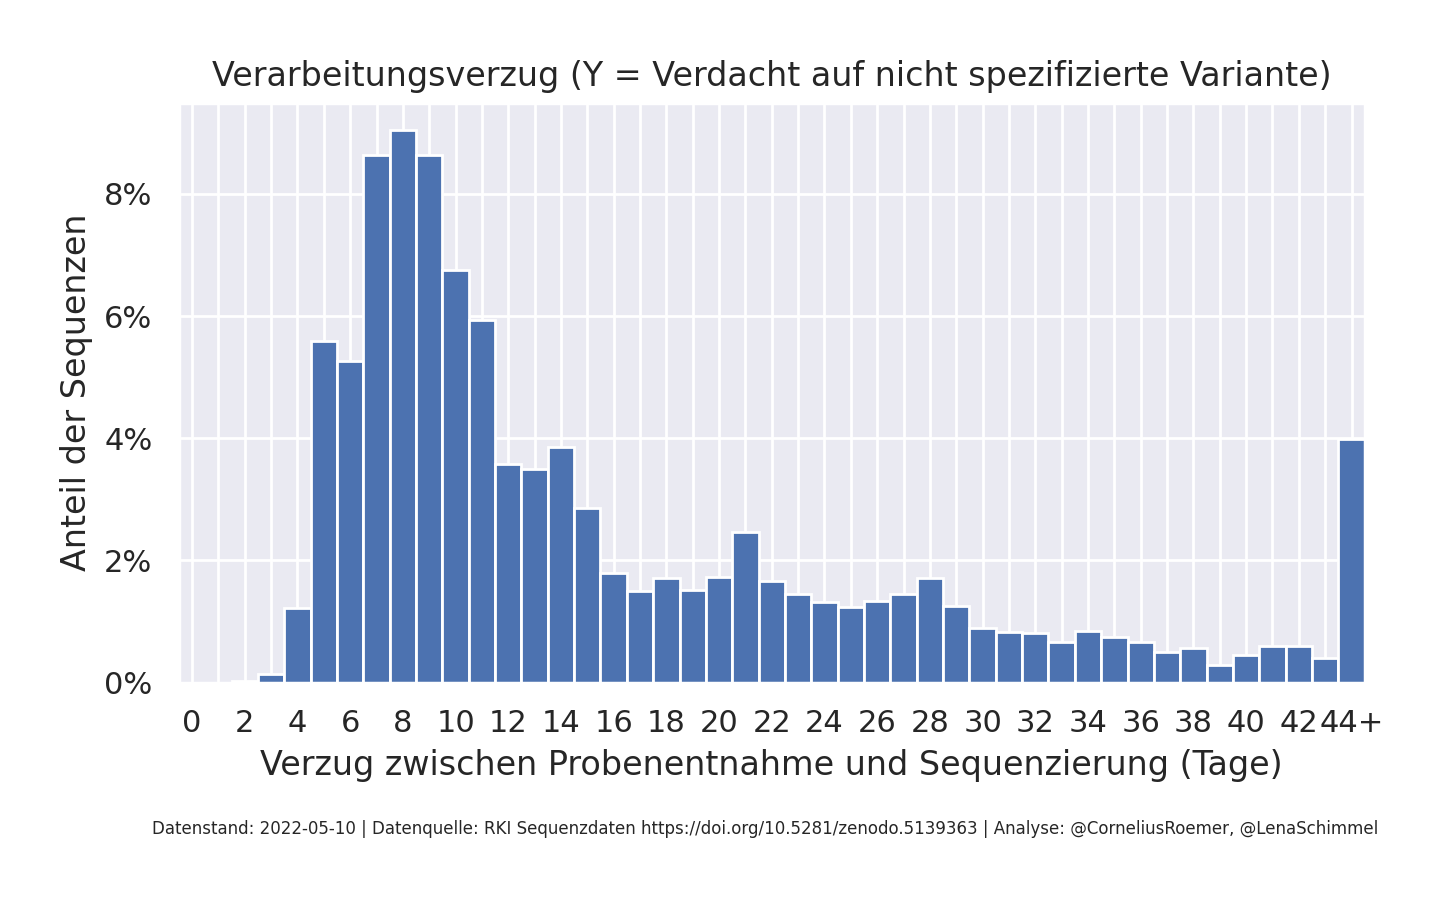 Verarbeitungsverzug (Y = Verdacht auf nicht spezifizierte Variante)
Anteil der Sequenzen
8%
6%
4%
2%
0%
0 2 4 6 8 10 12 14 16 18 20 22 24 26 28 30 32 34 36 38 40 42 44+
Verzug zwischen Probenentnahme und Sequenzierung (Tage)
Datenstand: 2022-05-10 | Datenquelle: RKI Sequenzdaten https://doi.org/10.5281/zenodo.5139363 | Analyse: @CorneliusRoemer, @LenaSchimmel